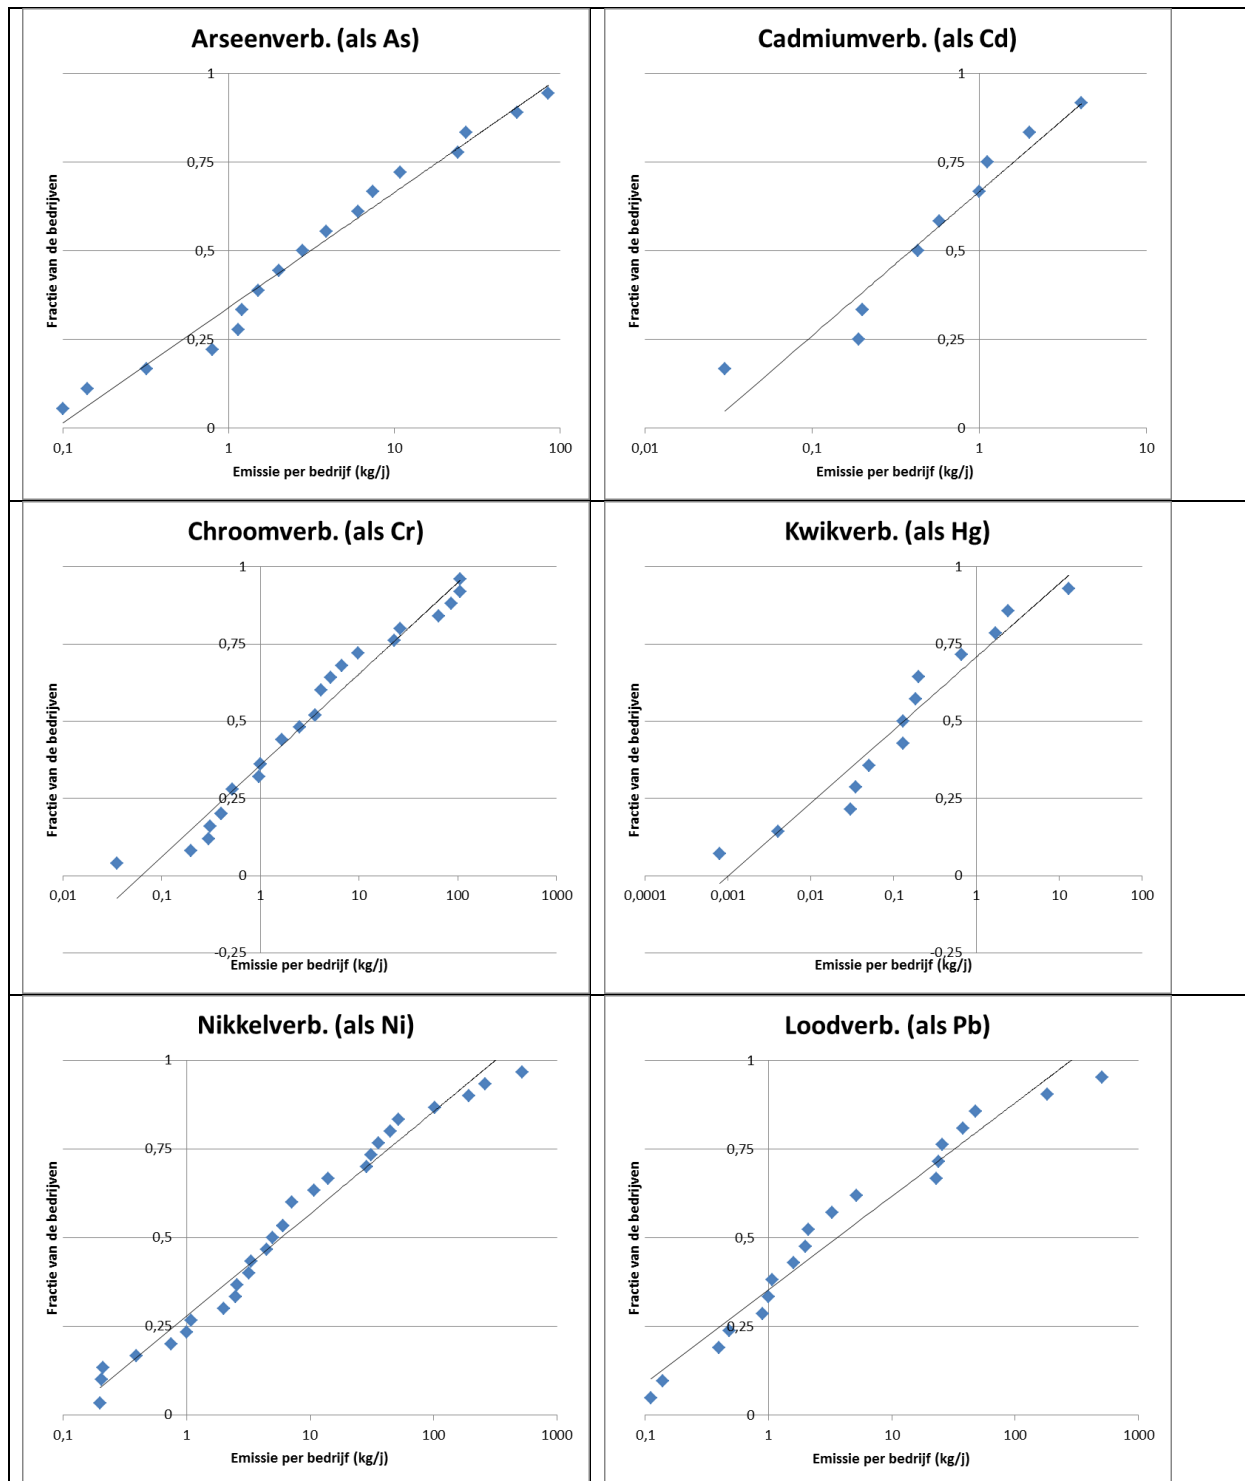 Arseenverb. (als As)
1
0,75
0,5
0,25
0
0,1 1 10 100
Fractie van de bedrijven
Emissie per bedrijf (kg/j)
Cadmiumverb. (als Cd)
1
0,75
0,5
0,25
0
0,01 0,1 1 10
Fractie van de bedrijven
Emissie per bedrijf (kg/j)
Chroomverb. (als Cr)
1
0,75
0,5
0,25
0
0,01 0,1 1 10 100 1000
-0,25
Fractie van de bedrijven
Emissie per bedrijf (kg/j)
Kwikverb. (als Hg)
1
0,75
0,5
0,25
0
0,0001 0,001 0,01 0,1 1 10 100
-0,25
Fractie van de bedrijven
Emissie per bedrijf (kg/j)
Nikkelverb. (als Ni)
1
0,75
0,5
0,25
0
0,1 1 10 100 1000
Fractie van de bedrijven
Emissie per bedrijf (kg/j)
Loodverb. (als Pb)
1
0,75
0,5
0,25
0
0,1 1 10 100 1000
Fractie van de bedrijven
Emissie per bedrijf (kg/j)